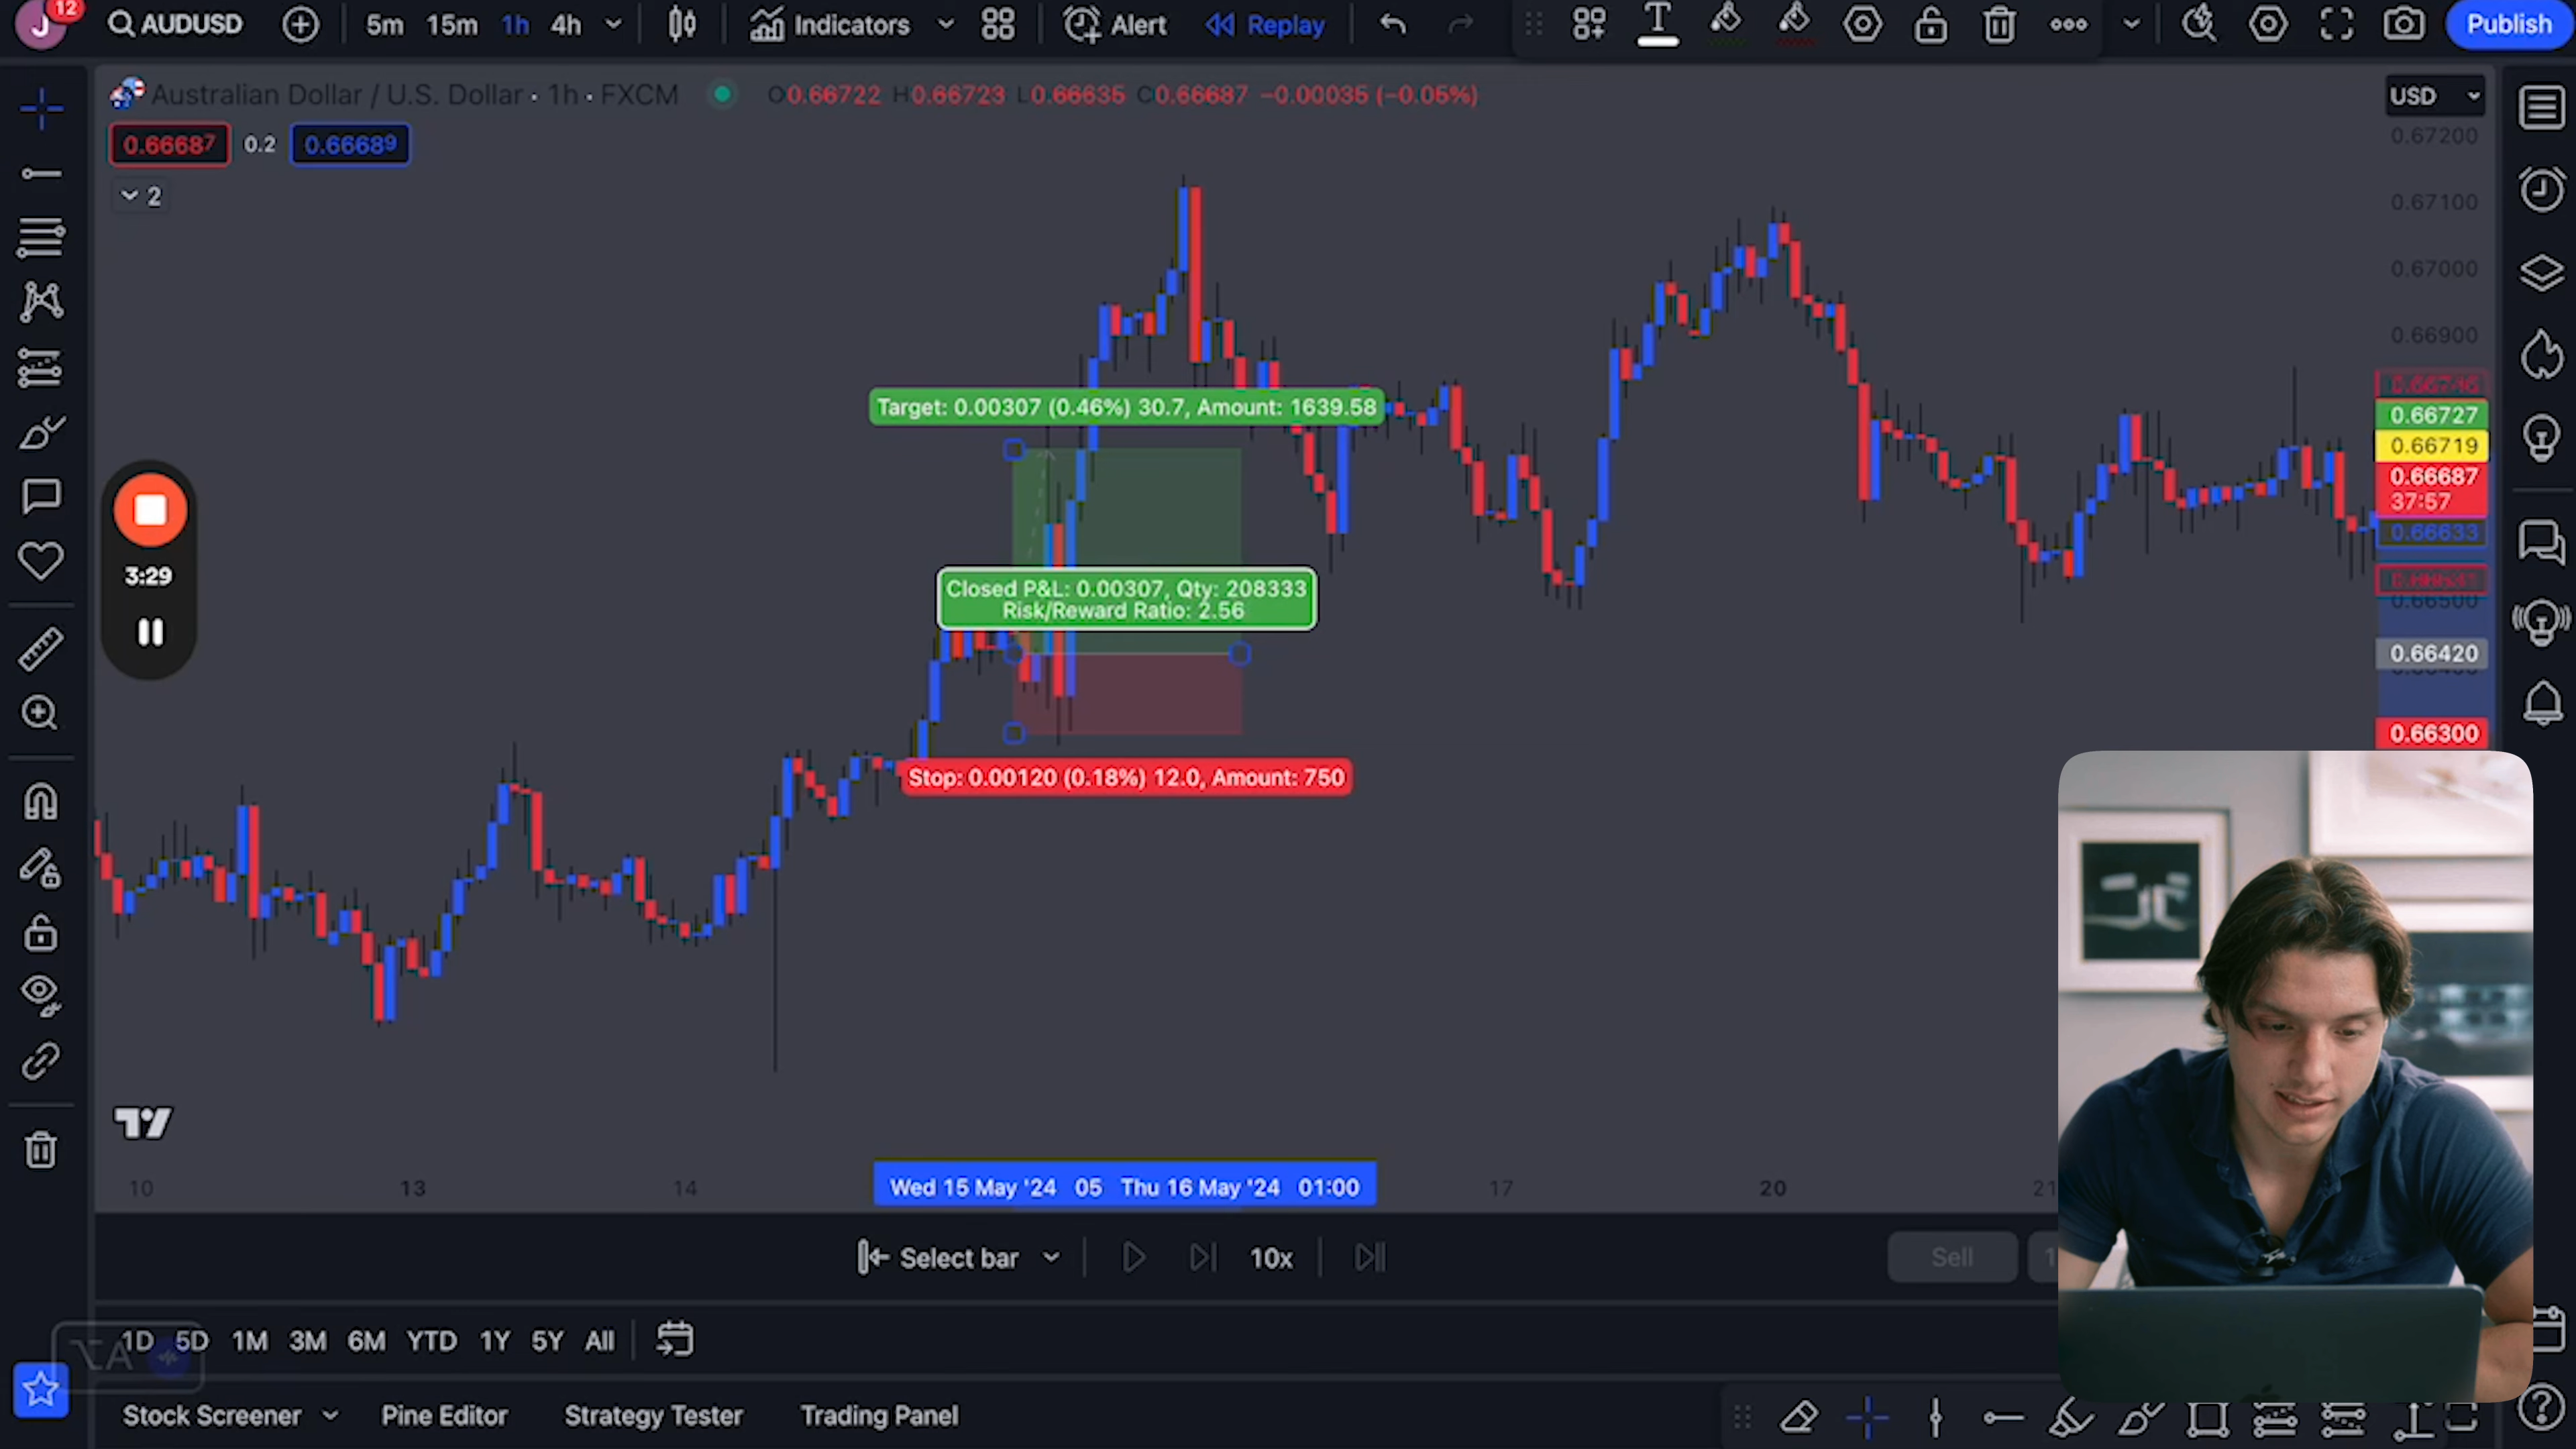 J 12 AUDUSD 5m 15m 1h 4h Indicators Alert Replay T Publish
Australian Dollar / U.S. Dollar · 1h · FXCM O0.66722 H0.66723 L0.66635 C0.66687 −0.00035 (−0.05%) USD
0.66687 0.2 0.66689
2
0.67200
0.67100
0.67000
0.66900
0.66727
0.66719
0.66687
37:57
0.66633
0.66500
0.66420
0.66300
Target: 0.00307 (0.46%) 30.7, Amount: 1639.58
Closed P&L: 0.00307, Qty: 208333
Risk/Reward Ratio: 2.56
Stop: 0.00120 (0.18%) 12.0, Amount: 750
3:29
10 13 14 Wed 15 May '24 05 Thu 16 May '24 01:00 17 20 21
Select bar 10x Sell 1
1D 5D 1M 3M 6M YTD 1Y 5Y All
⌥A
Stock Screener Pine Editor Strategy Tester Trading Panel